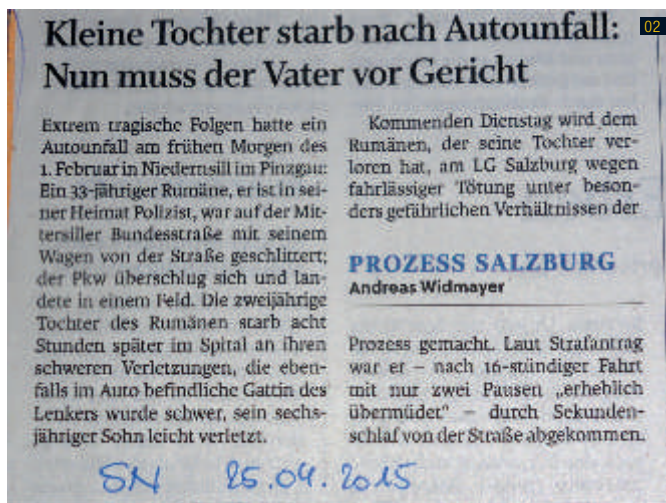 02
Kleine Tochter starb nach Autounfall:
Nun muss der Vater vor Gericht
Extrem tragische Folgen hatte ein
Autounfall am frühen Morgen des
1. Februar in Niedernsill im Pinzgau:
Ein 33-jähriger Rumäne, er ist in sei-
ner Heimat Polizist, war auf der Mit-
tersiller Bundesstraße mit seinem
Wagen von der Straße geschlittert;
der Pkw überschlug sich und lan-
dete in einem Feld. Die zweijährige
Tochter des Rumänen starb acht
Stunden später im Spital an ihren
schweren Verletzungen, die eben-
falls im Auto befindliche Gattin des
Lenkers wurde schwer, sein sechs-
jähriger Sohn leicht verletzt.
Kommenden Dienstag wird dem
Rumänen, der seine Tochter ver-
loren hat, am LG Salzburg wegen
fahrlässiger Tötung unter beson-
ders gefährlichen Verhältnissen der
PROZESS SALZBURG
Andreas Widmayer
Prozess gemacht. Laut Strafantrag
war er – nach 16-stündiger Fahrt
mit nur zwei Pausen „erheblich
übermüdet“ – durch Sekunden-
schlaf von der Straße abgekommen.
SN 25.04.2015